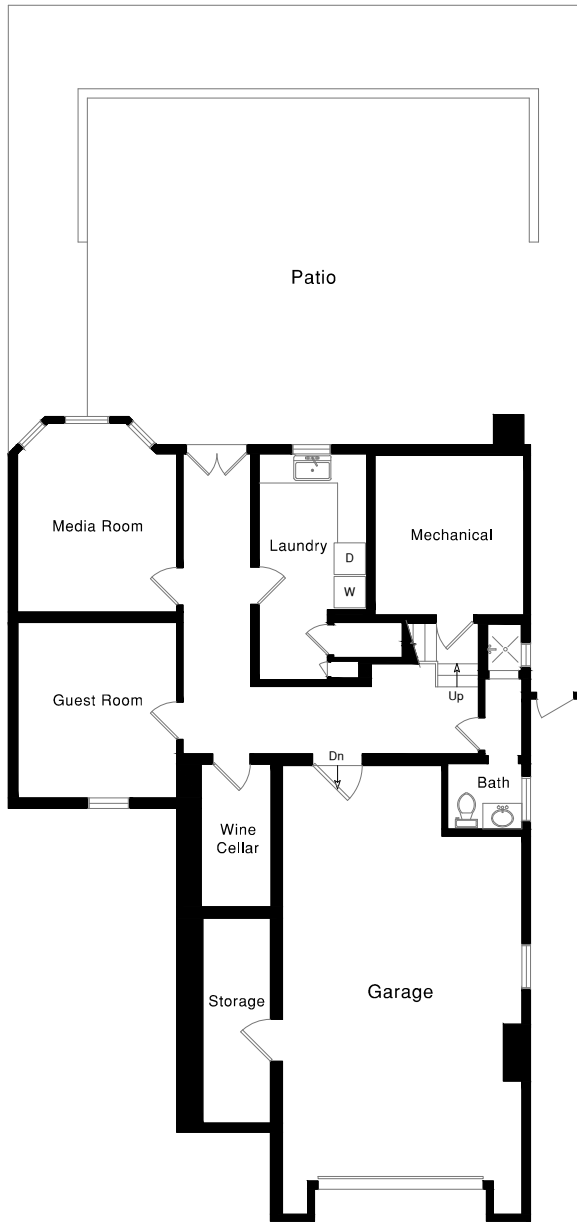 Patio
Media Room
Laundry
Mechanical
D
W
Guest Room
Up
Dn
Bath
Wine
Cellar
Storage
Garage